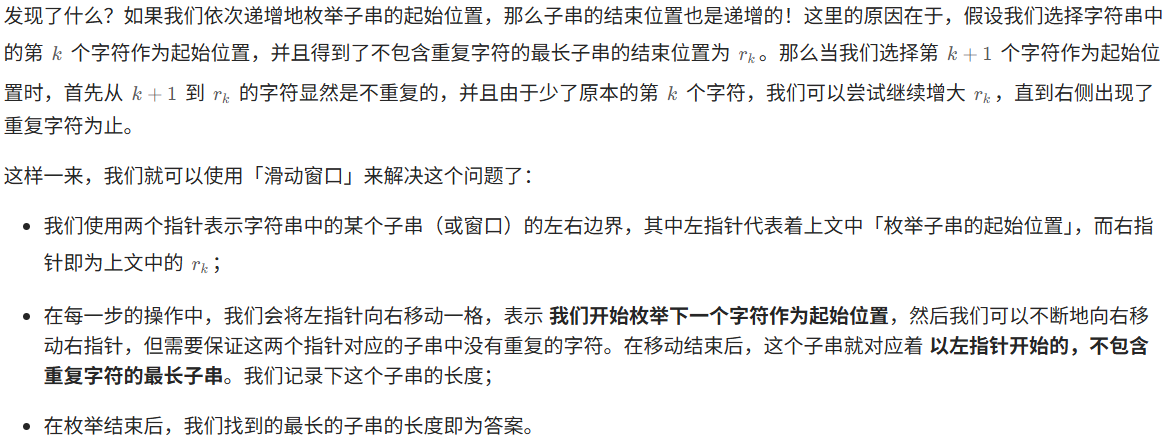 发现了什么？如果我们依次递增地枚举子串的起始位置，那么子串的结束位置也是递增的！这里的原因在于，假设我们选择字符串中
的第 k 个字符作为起始位置，并且得到了不包含重复字符的最长子串的结束位置为 rₖ。那么当我们选择第 k + 1 个字符作为起始位
置时，首先从 k + 1 到 rₖ 的字符显然是不重复的，并且由于少了原本的第 k 个字符，我们可以尝试继续增大 rₖ，直到右侧出现了
重复字符为止。
这样一来，我们就可以使用「滑动窗口」来解决这个问题了：
• 我们使用两个指针表示字符串中的某个子串（或窗口）的左右边界，其中左指针代表着上文中「枚举子串的起始位置」，而右指
针即为上文中的 rₖ；
• 在每一步的操作中，我们会将左指针向右移动一格，表示 我们开始枚举下一个字符作为起始位置，然后我们可以不断地向右移
动右指针，但需要保证这两个指针对应的子串中没有重复的字符。在移动结束后，这个子串就对应着 以左指针开始的，不包含
重复字符的最长子串。我们记录下这个子串的长度；
• 在枚举结束后，我们找到的最长的子串的长度即为答案。